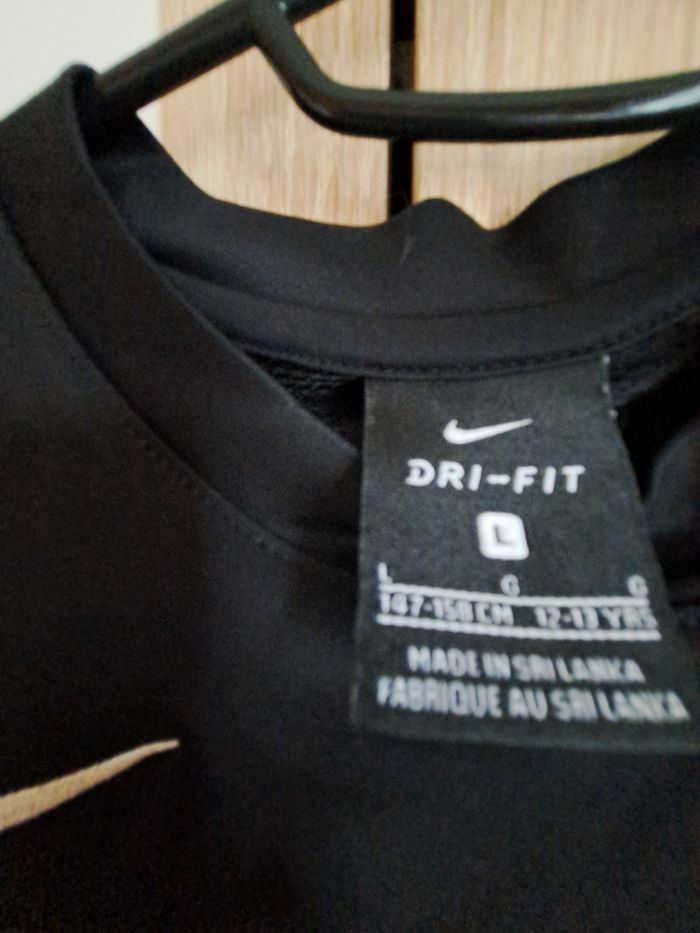 DRI-FIT
L
L G G
147-158 CM 12-13 YRS
MADE IN SRI LANKA
FABRIQUE AU SRI LANKA